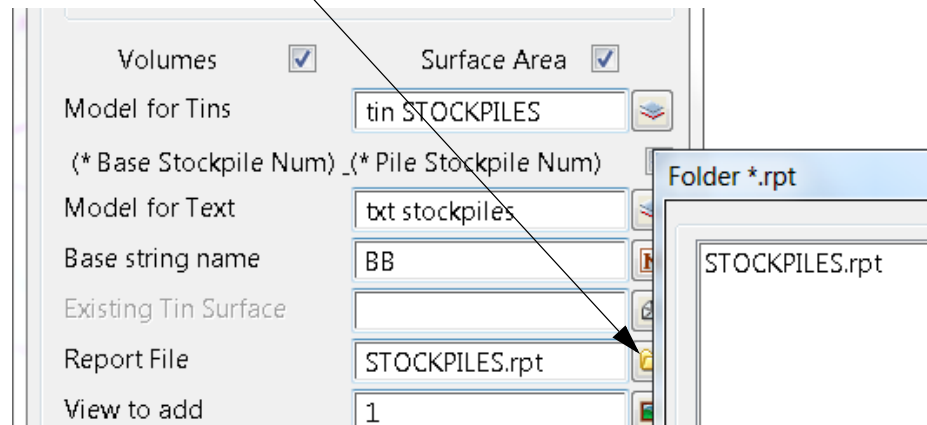 Volumes Surface Area
Model for Tins tin STOCKPILES
(* Base Stockpile Num) _(* Pile Stockpile Num)
Folder *.rpt
Model for Text txt stockpiles
Base string name BB
STOCKPILES.rpt
Existing Tin Surface
Report File STOCKPILES.rpt
View to add 1